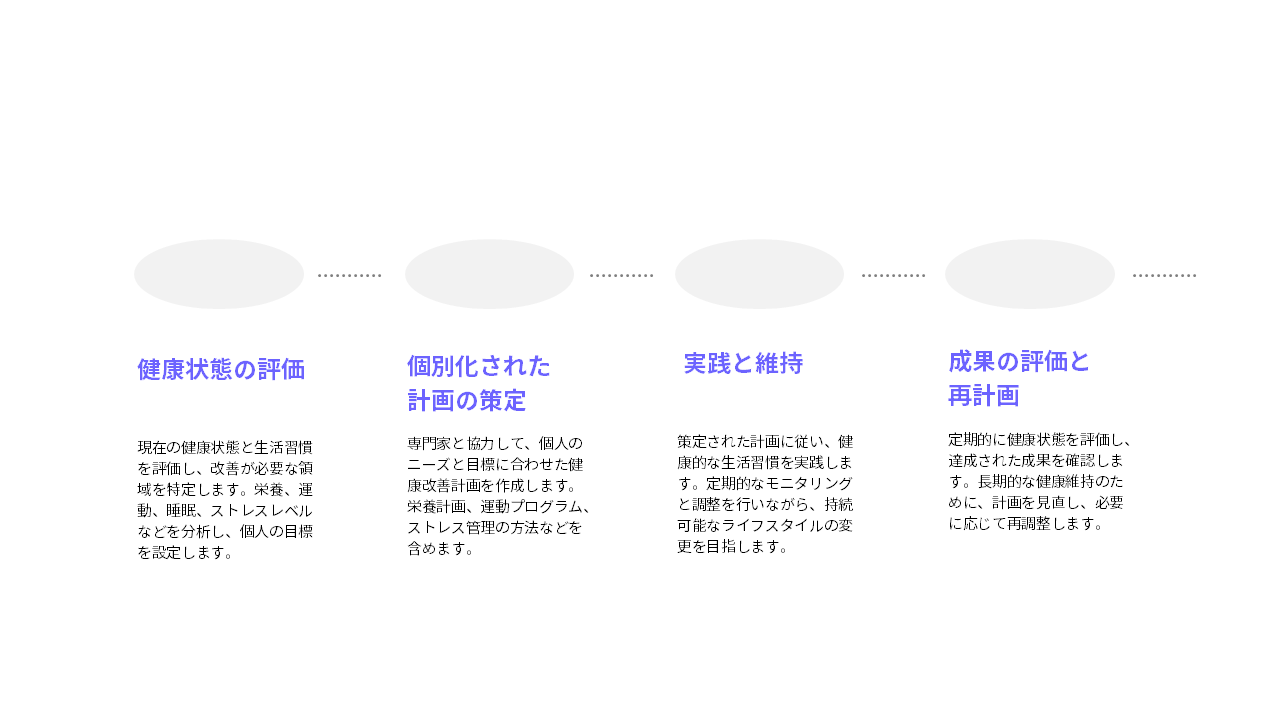 健康状態の評価
現在の健康状態と生活習慣
を評価し、改善が必要な領
域を特定します。栄養、運
動、睡眠、ストレスレベル
などを分析し、個人の目標
を設定します。
個別化された
計画の策定
専門家と協力して、個人の
ニーズと目標に合わせた健
康改善計画を作成します。
栄養計画、運動プログラム、
ストレス管理の方法などを
含めます。
実践と維持
策定された計画に従い、健
康的な生活習慣を実践しま
す。定期的なモニタリング
と調整を行いながら、持続
可能なライフスタイルの変
更を目指します。
成果の評価と
再計画
定期的に健康状態を評価し、
達成された成果を確認しま
す。長期的な健康維持のた
めに、計画を見直し、必要
に応じて再調整します。